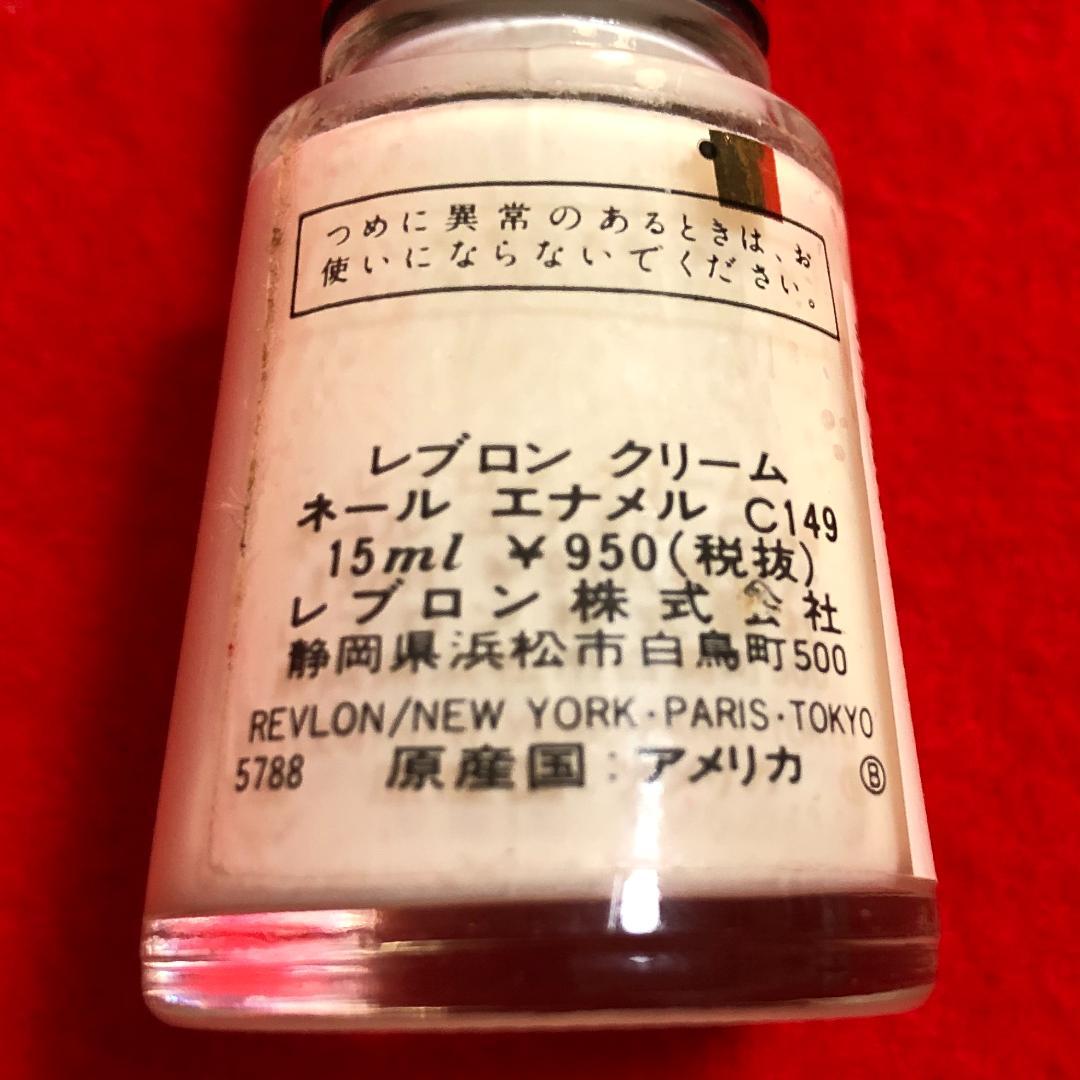 つめに異常のあるときは、お
使いにならないでください。
レブロン クリーム
ネール エナメル C149
15ml ￥950(税抜)
レブロン株式会社
静岡県浜松市白鳥町500
REVLON/NEW YORK・PARIS・TOKYO
5788 原産国：アメリカ Ⓑ